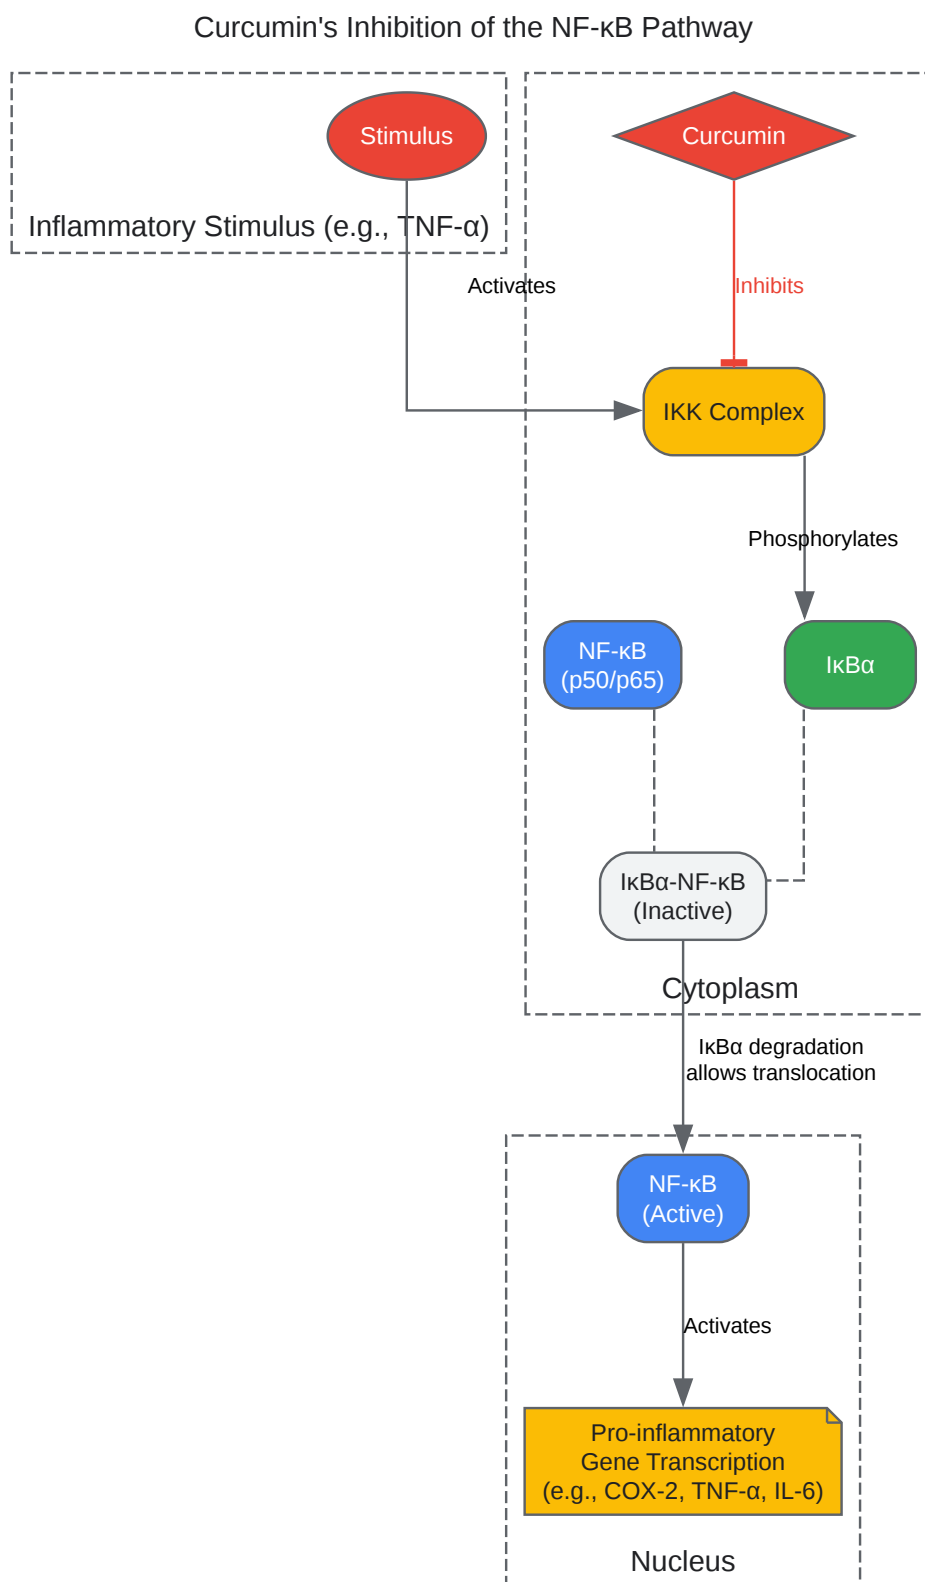 Curcumin's Inhibition of the NF-κB Pathway
Stimulus
Curcumin
Inflammatory Stimulus (e.g., TNF-α)
Activates
Inhibits
IKK Complex
Phosphorylates
NF-κB
(p50/p65)
IκBα
IκBα-NF-κB
(Inactive)
Cytoplasm
IκBα degradation
allows translocation
NF-κB
(Active)
Activates
Pro-inflammatory
Gene Transcription
(e.g., COX-2, TNF-α, IL-6)
Nucleus